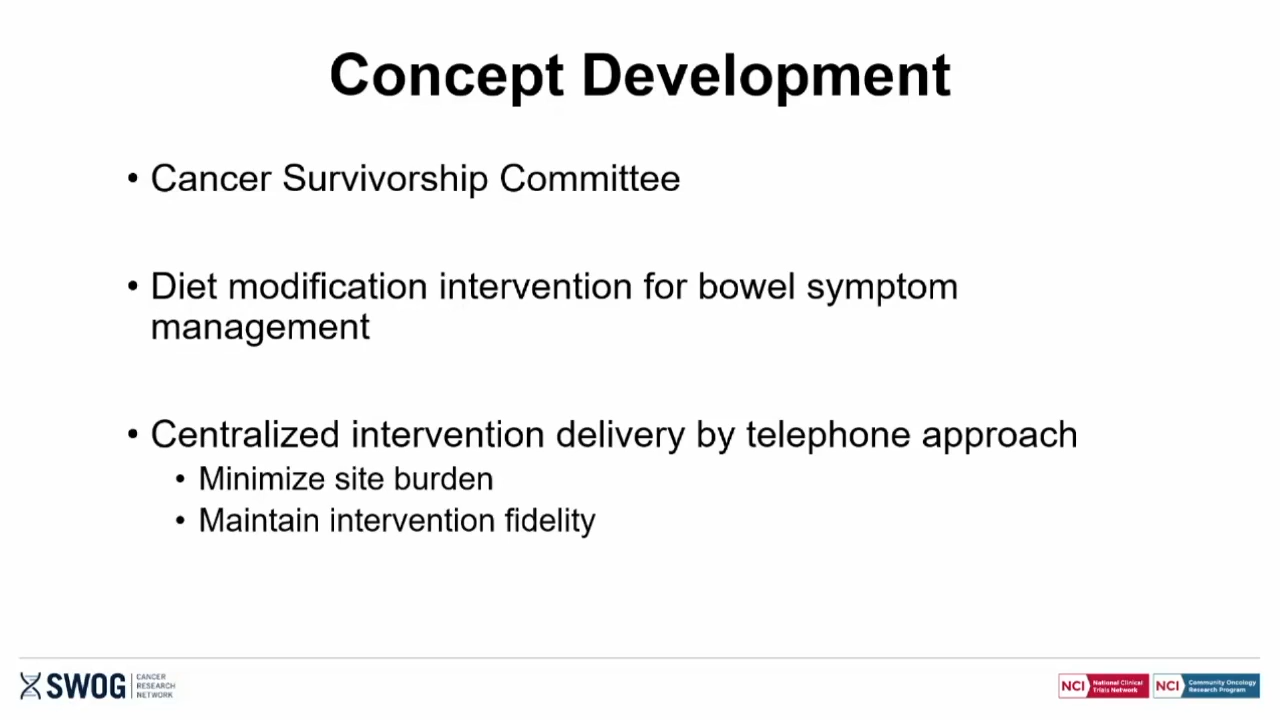 Concept Development
• Cancer Survivorship Committee
• Diet modification intervention for bowel symptom
management
• Centralized intervention delivery by telephone approach
• Minimize site burden
• Maintain intervention fidelity
SWOG
CANCER
RESEARCH
NETWORK
NCI
National Clinical
Trials Network
NCI
Community Oncology
Research Program